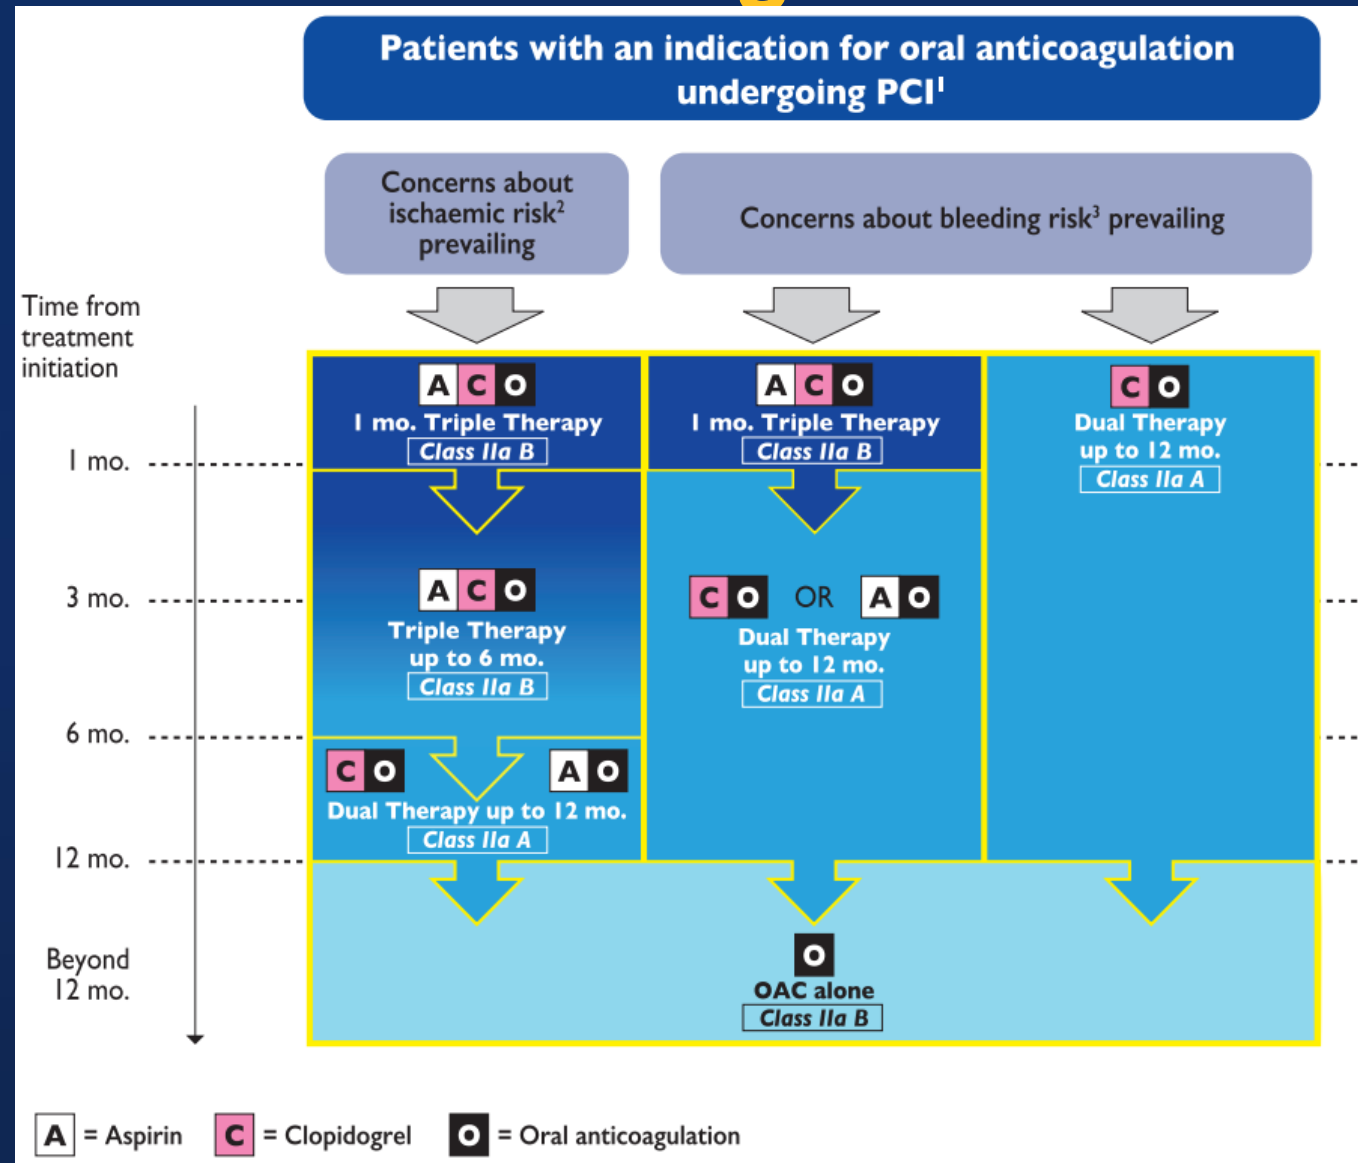 Patients with an indication for oral anticoagulation
undergoing PCI¹
Concerns about
ischaemic risk²
prevailing
Concerns about bleeding risk³ prevailing
Time from
treatment
initiation
A C O
1 mo. Triple Therapy
Class IIa B
A C O
1 mo. Triple Therapy
Class IIa B
C O
Dual Therapy
up to 12 mo.
Class IIa A
1 mo.
A C O
Triple Therapy
up to 6 mo.
Class IIa B
C O OR A O
Dual Therapy
up to 12 mo.
Class IIa A
3 mo.
6 mo.
C O A O
Dual Therapy up to 12 mo.
Class IIa A
12 mo.
Beyond
12 mo.
O
OAC alone
Class IIa B
A = Aspirin C = Clopidogrel O = Oral anticoagulation